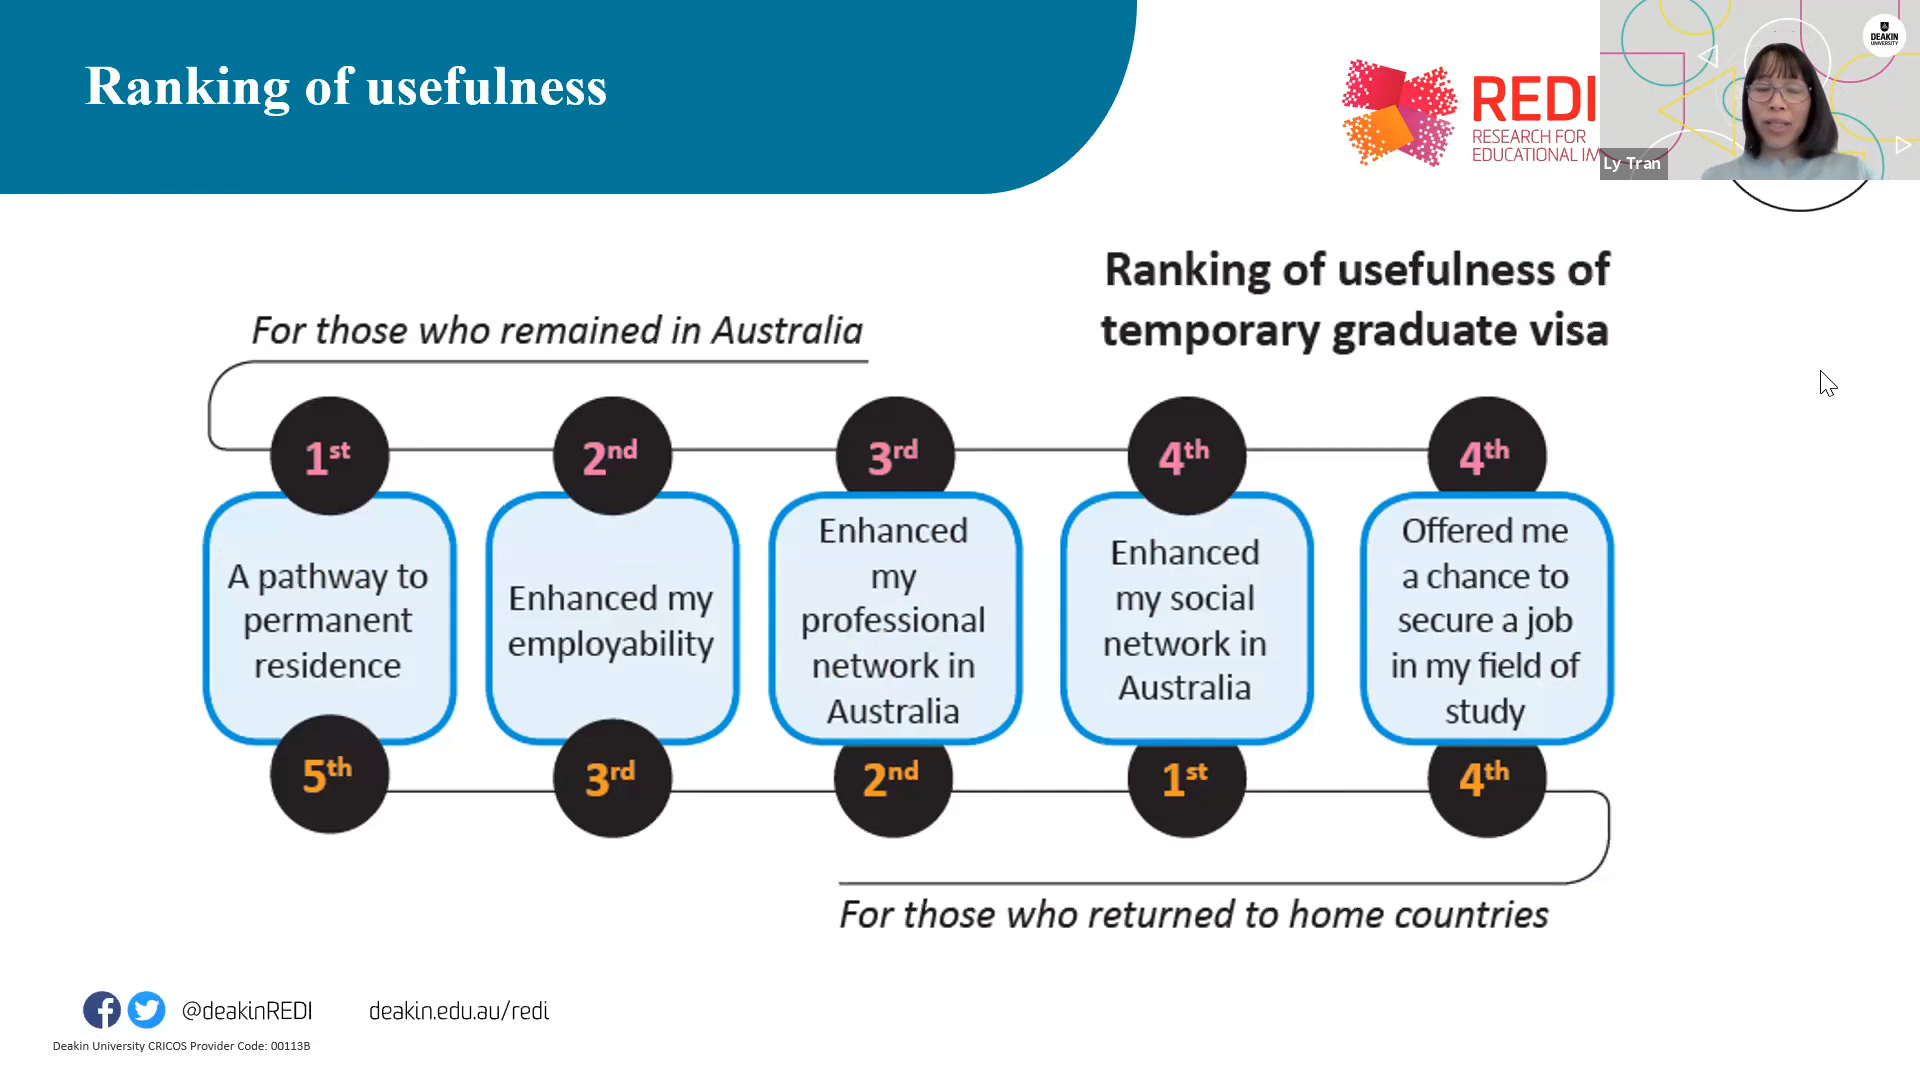 Ranking of usefulness
REDI
RESEARCH FOR
EDUCATIONAL IM
DEAKIN
UNIVERSITY
Ly Tran
Ranking of usefulness of
temporary graduate visa
For those who remained in Australia
1st
2nd
3rd
4th
4th
A pathway to
permanent
residence
Enhanced my
employability
Enhanced
my
professional
network in
Australia
Enhanced
my social
network in
Australia
Offered me
a chance to
secure a job
in my field of
study
5th
3rd
2nd
1st
4th
For those who returned to home countries
@deakinREDI
deakin.edu.au/redi
Deakin University CRICOS Provider Code: 00113B